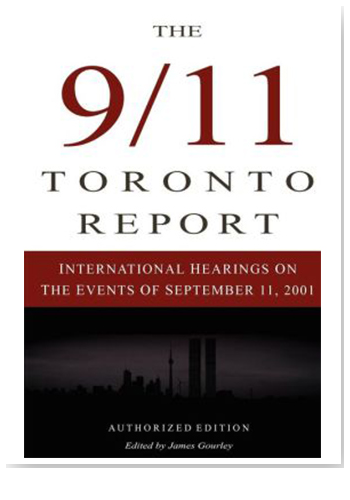 THE
9/11
TORONTO
REPORT
INTERNATIONAL HEARINGS ON
THE EVENTS OF SEPTEMBER 11, 2001
AUTHORIZED EDITION
Edited by James Gourley